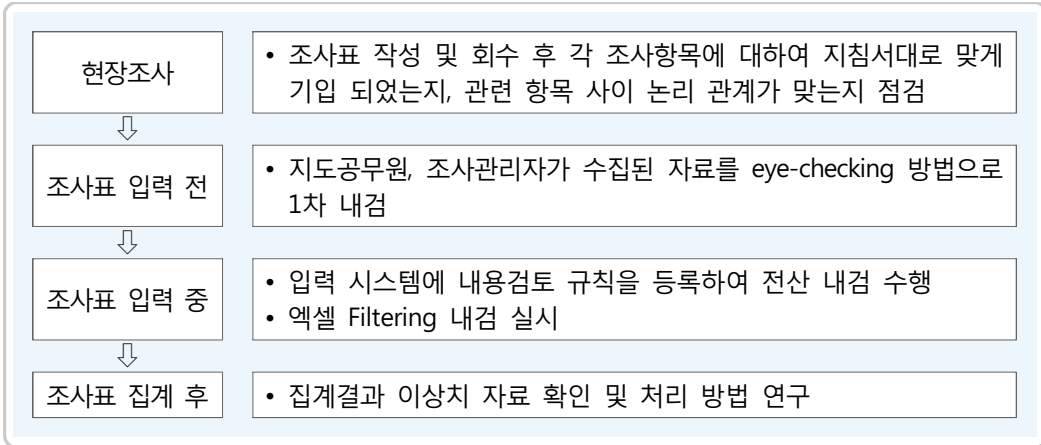 현장조사
• 조사표 작성 및 회수 후 각 조사항목에 대하여 지침서대로 맞게
기입 되었는지, 관련 항목 사이 논리 관계가 맞는지 점검
조사표 입력 전
• 지도공무원, 조사관리자가 수집된 자료를 eye-checking 방법으로
1차 내검
조사표 입력 중
• 입력 시스템에 내용검토 규칙을 등록하여 전산 내검 수행
• 엑셀 Filtering 내검 실시
조사표 집계 후
• 집계결과 이상치 자료 확인 및 처리 방법 연구